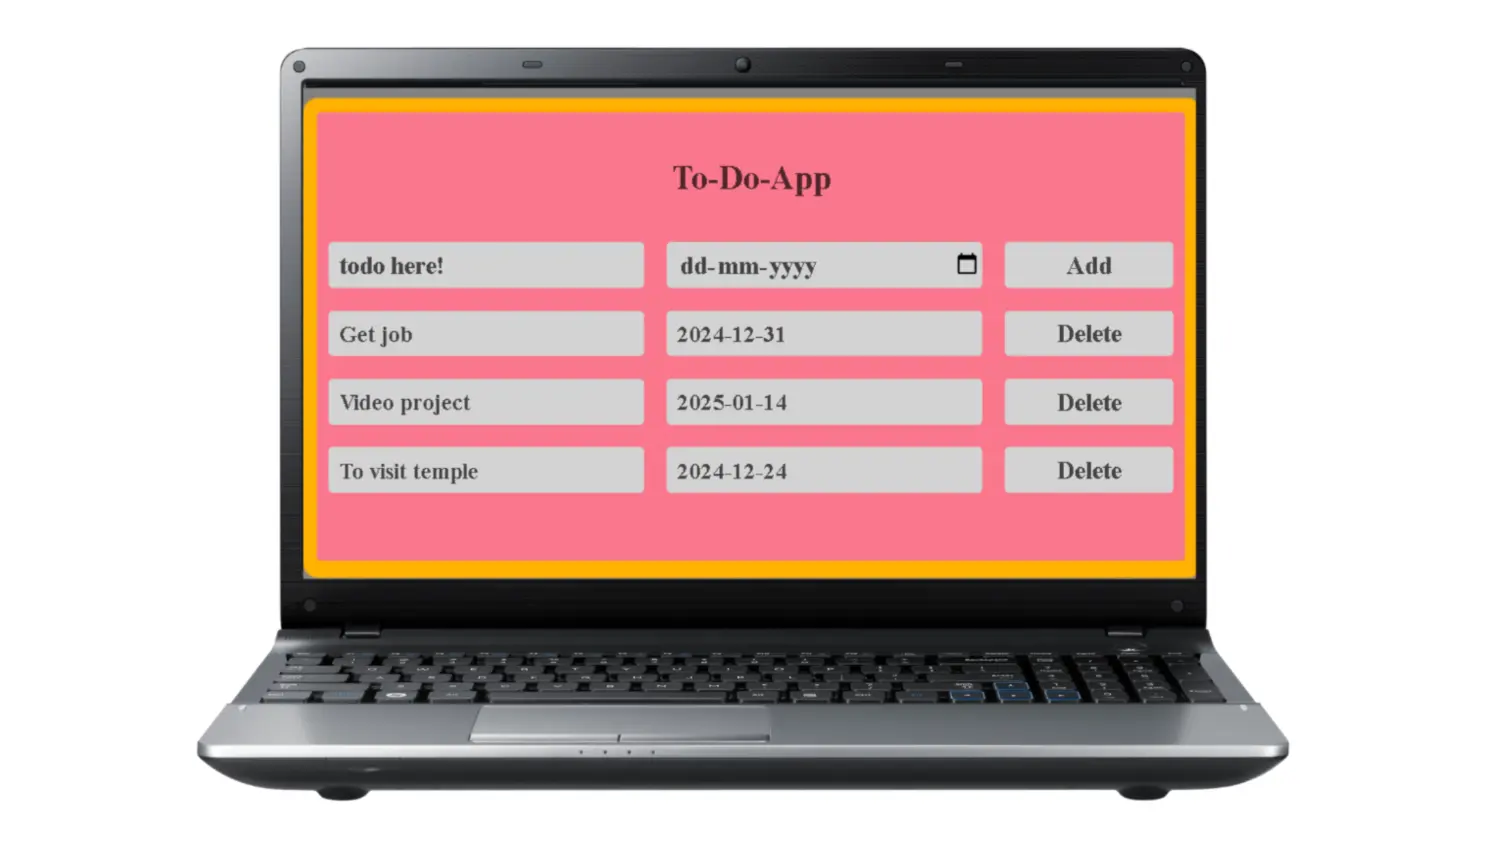 To-Do-App
todo here! dd-mm-yyyy Add
Get job 2024-12-31 Delete
Video project 2025-01-14 Delete
To visit temple 2024-12-24 Delete